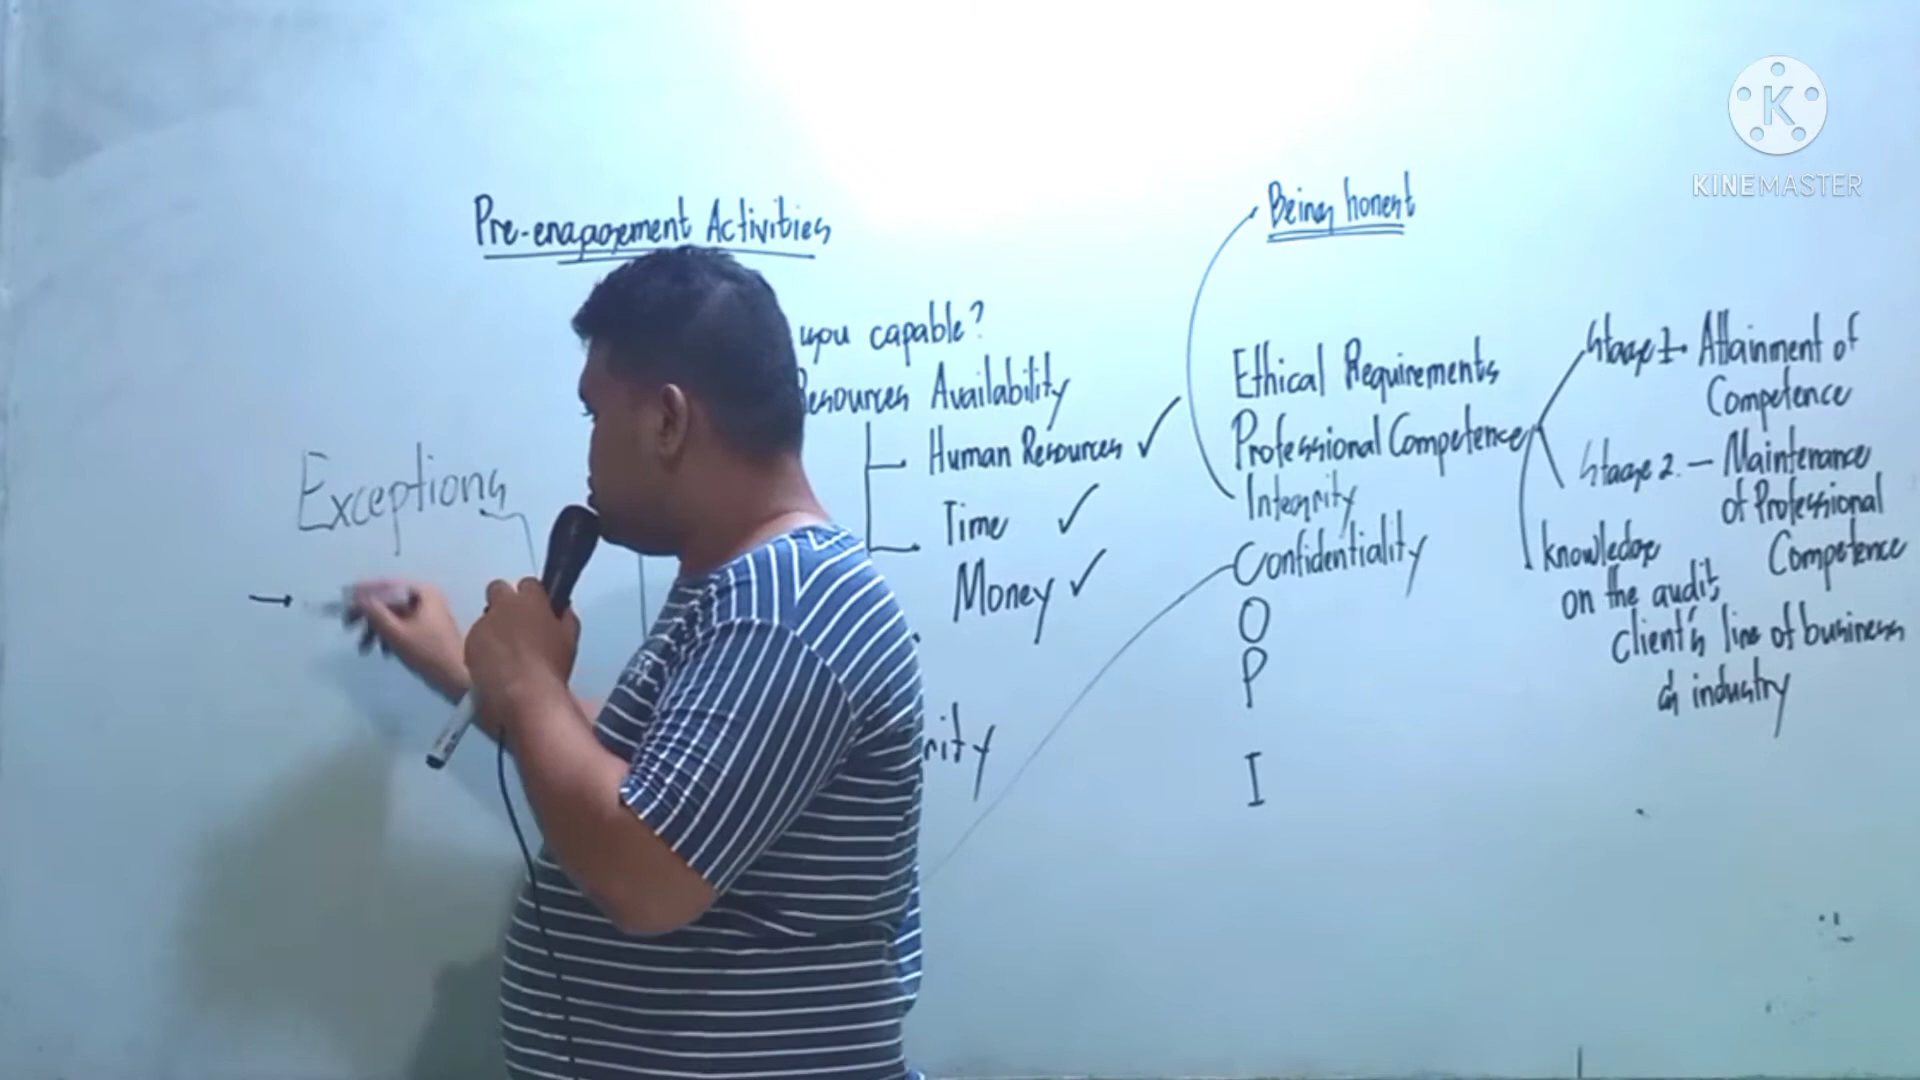 KINEMASTER
Pre-enagagement Activities
Being honest
you capable?
Resources Availability
Human Resources ✓
Time ✓
Money ✓
Exceptions
Ethical Requirements
Professional Competence
Integrity
Confidentiality
O
P
I
Stage 1 - Attainment of
Competence
Stage 2. - Maintenance
of Professional
Competence
knowledge
on the audit
client's line of business
industry